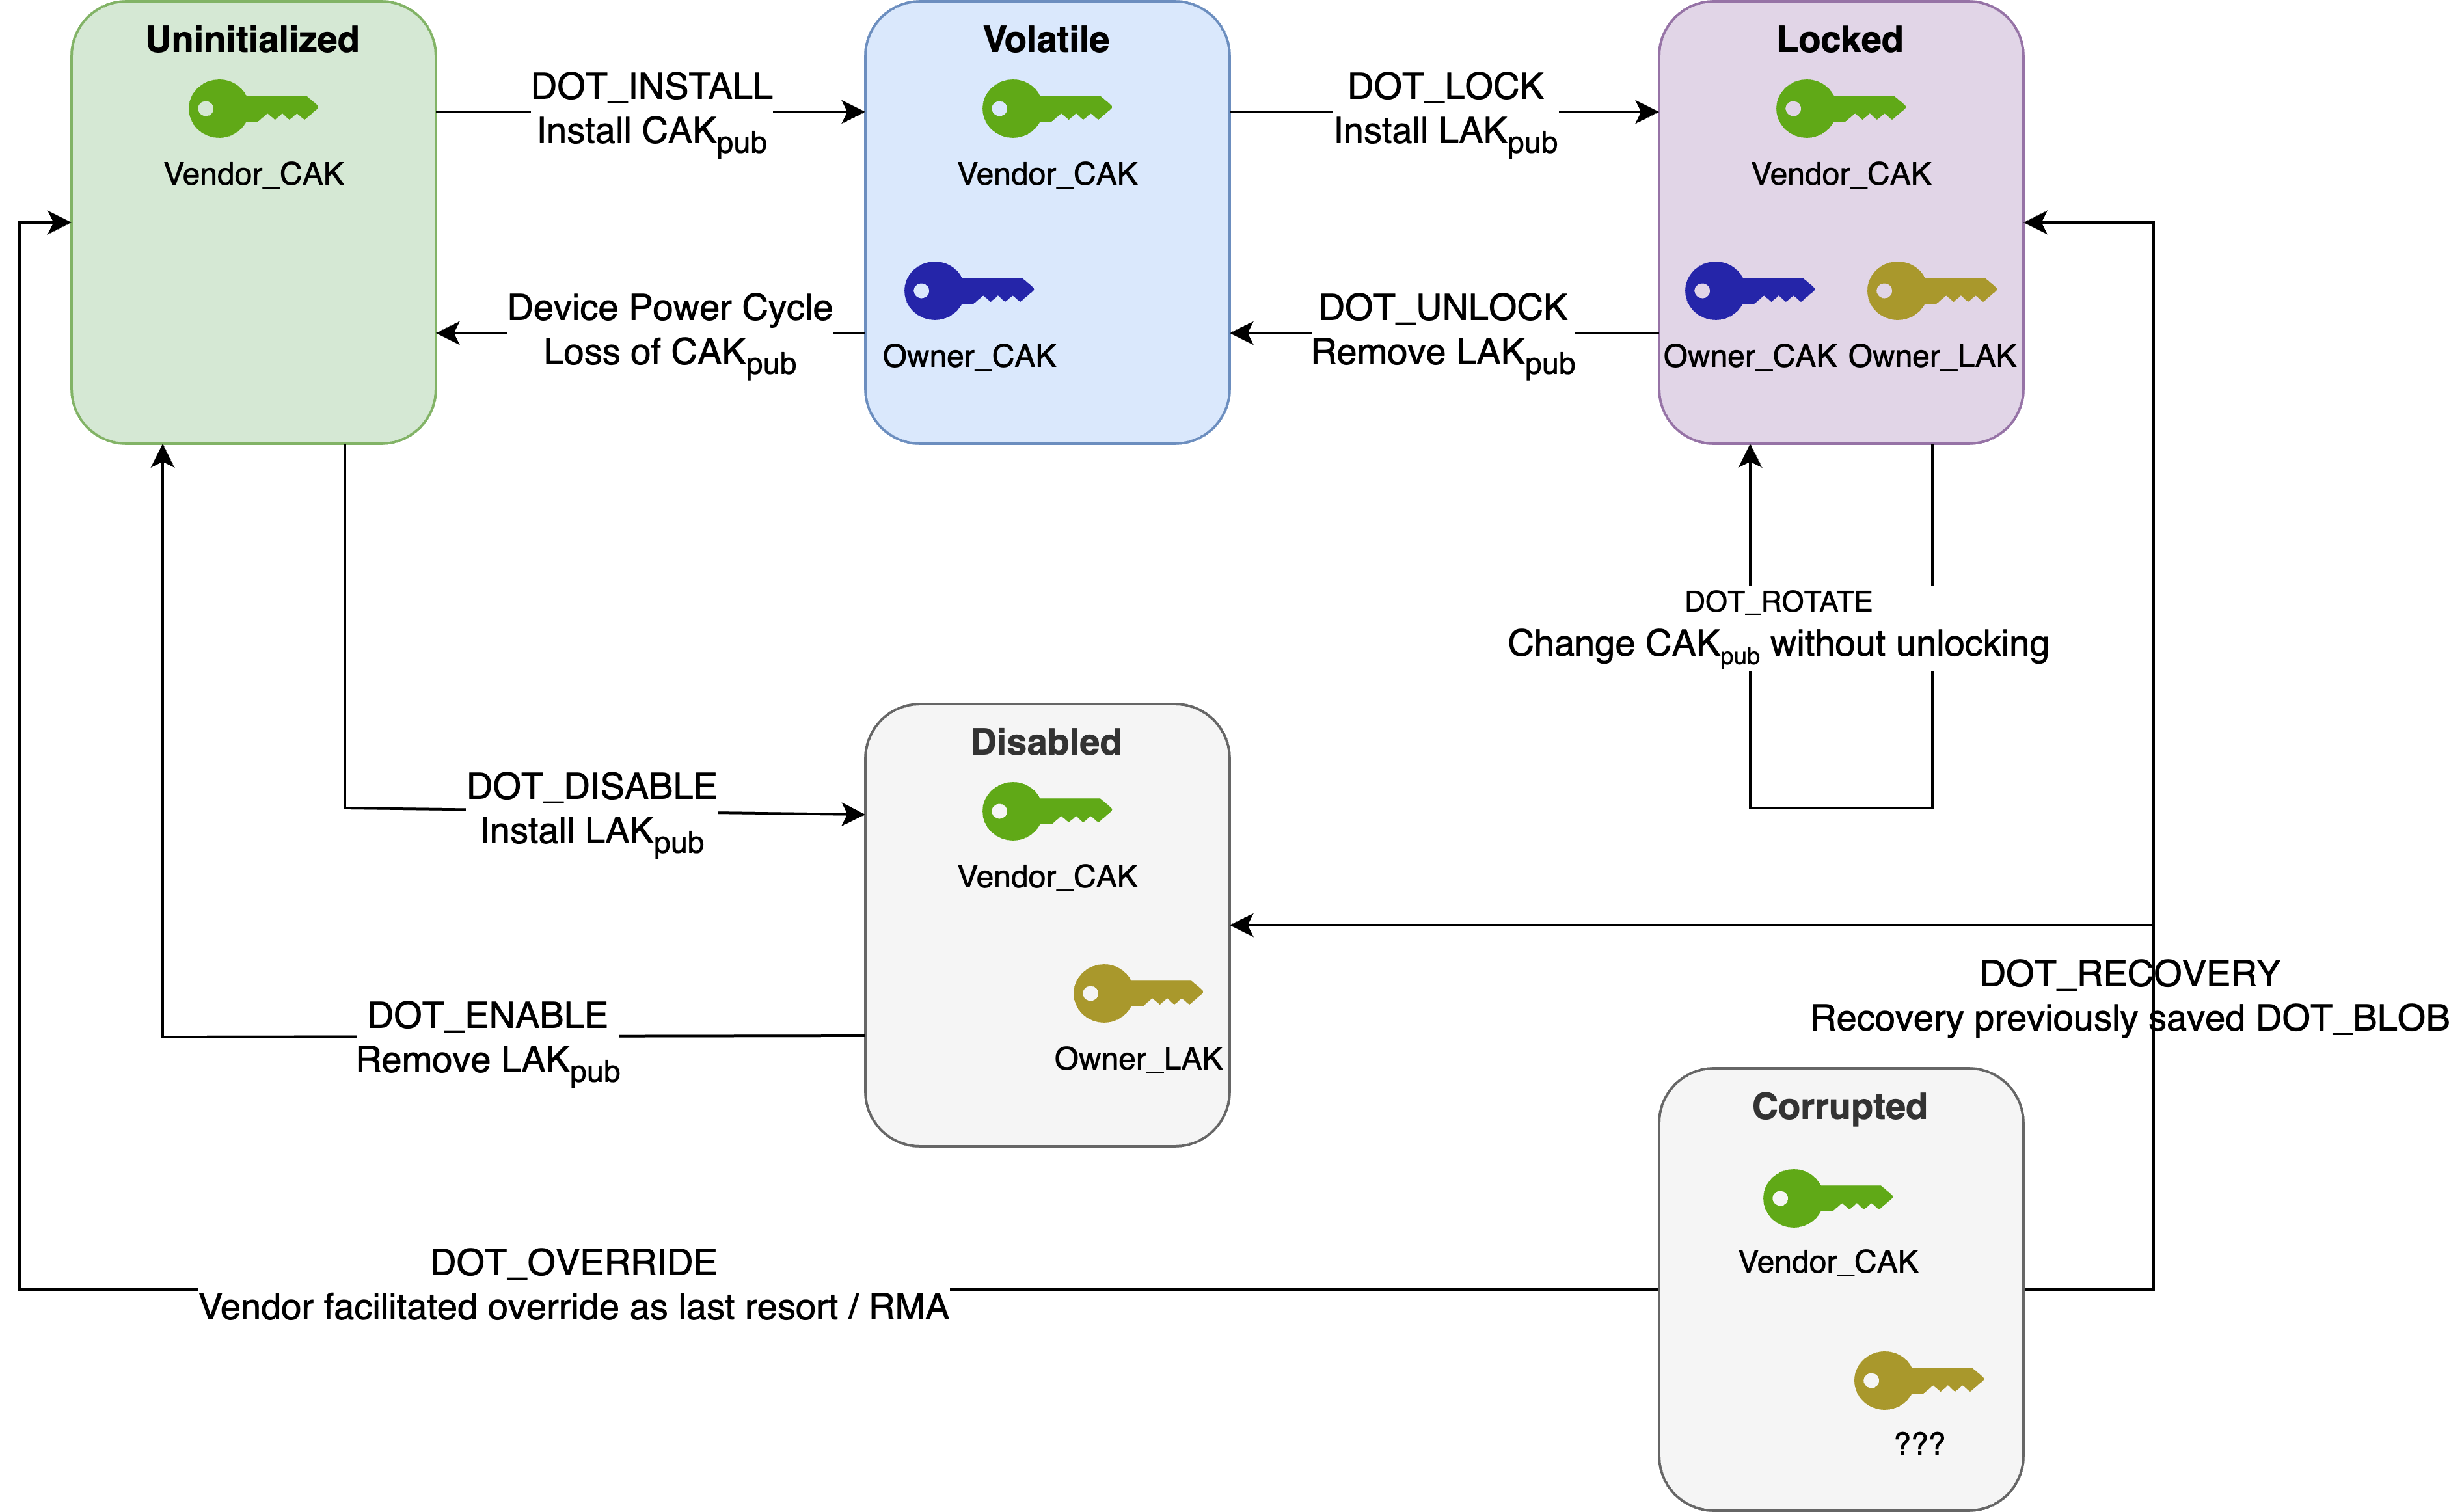 Uninitialized
Vendor_CAK
DOT_INSTALL
Install CAKpub
Device Power Cycle
Loss of CAKpub
Volatile
Vendor_CAK
Owner_CAK
DOT_LOCK
Install LAKpub
DOT_UNLOCK
Remove LAKpub
Locked
Vendor_CAK
Owner_CAK
Owner_LAK
DOT_ROTATE
Change CAKpub without unlocking
DOT_DISABLE
Install LAKpub
Disabled
Vendor_CAK
Owner_LAK
DOT_ENABLE
Remove LAKpub
DOT_RECOVERY
Recovery previously saved DOT_BLOB
DOT_OVERRIDE
Vendor facilitated override as last resort / RMA
Corrupted
Vendor_CAK
???